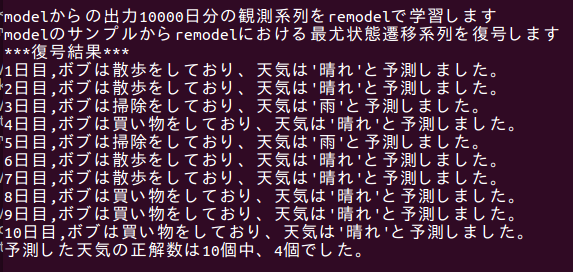 modelからの出力10000日分の観測系列をremodelで学習します
modelのサンプルからremodelにおける最尤状態遷移系列を復号します
***復号結果***
1日目,ボブは散歩をしており、天気は'晴れ'と予測しました。
2日目,ボブは散歩をしており、天気は'晴れ'と予測しました。
3日目,ボブは掃除をしており、天気は'雨'と予測しました。
4日目,ボブは買い物をしており、天気は'晴れ'と予測しました。
5日目,ボブは掃除をしており、天気は'雨'と予測しました。
6日目,ボブは散歩をしており、天気は'晴れ'と予測しました。
7日目,ボブは散歩をしており、天気は'晴れ'と予測しました。
8日目,ボブは買い物をしており、天気は'晴れ'と予測しました。
9日目,ボブは買い物をしており、天気は'晴れ'と予測しました。
10日目,ボブは買い物をしており、天気は'晴れ'と予測しました。
予測した天気の正解数は10個中、4個でした。